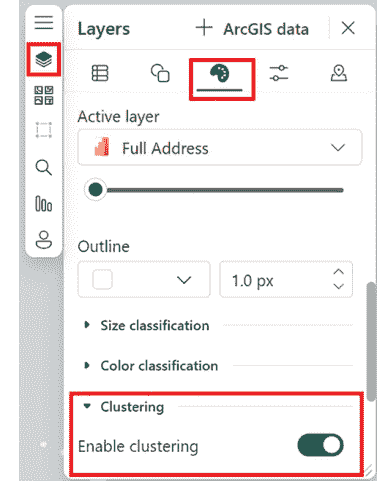 Layers + ArcGIS data
Active layer
Full Address
Outline
1.0 px
Size classification
Color classification
Clustering
Enable clustering